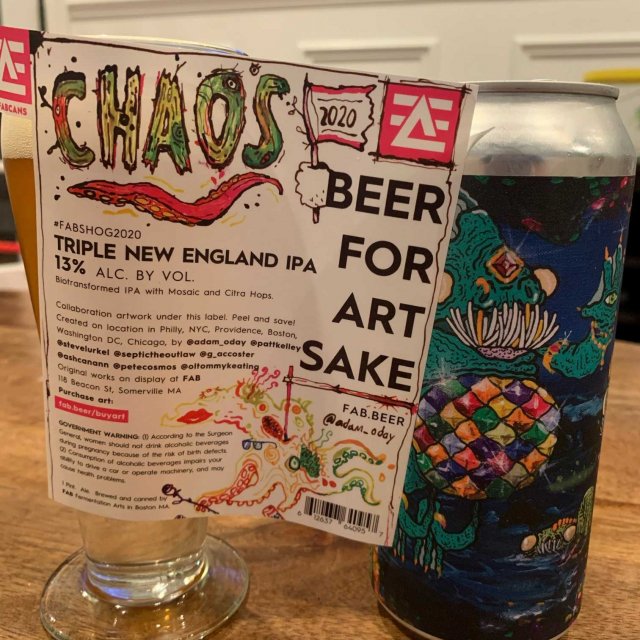 FABCANS
CHAOS
2020
BEER
FOR
ART
SAKE
#FABSHOG2020
TRIPLE NEW ENGLAND IPA
13% ALC. BY VOL.
Biotransformed IPA with Mosaic and Citra Hops.
Collaboration artwork under this label. Peel and save!
Created on location in Philly, NYC, Providence, Boston,
Washington DC, Chicago, by @adam_oday @pattkelley
@stevelurkel @septictheoutlaw @g_accoster
@ashcanann @petecosmos @oltommykeating
Original works on display at FAB
118 Beacon St, Somerville MA
Purchase art:
fab.beer/buyart
FAB.BEER
@adam_oday
GOVERNMENT WARNING: (1) According to the Surgeon
General, women should not drink alcoholic beverages
during pregnancy because of the risk of birth defects.
(2) Consumption of alcoholic beverages impairs your
ability to drive a car or operate machinery, and may
cause health problems.
1 Pint. Ale. Brewed and canned by
FAB Fermentation Arts in Boston MA
6 12637 64095 7